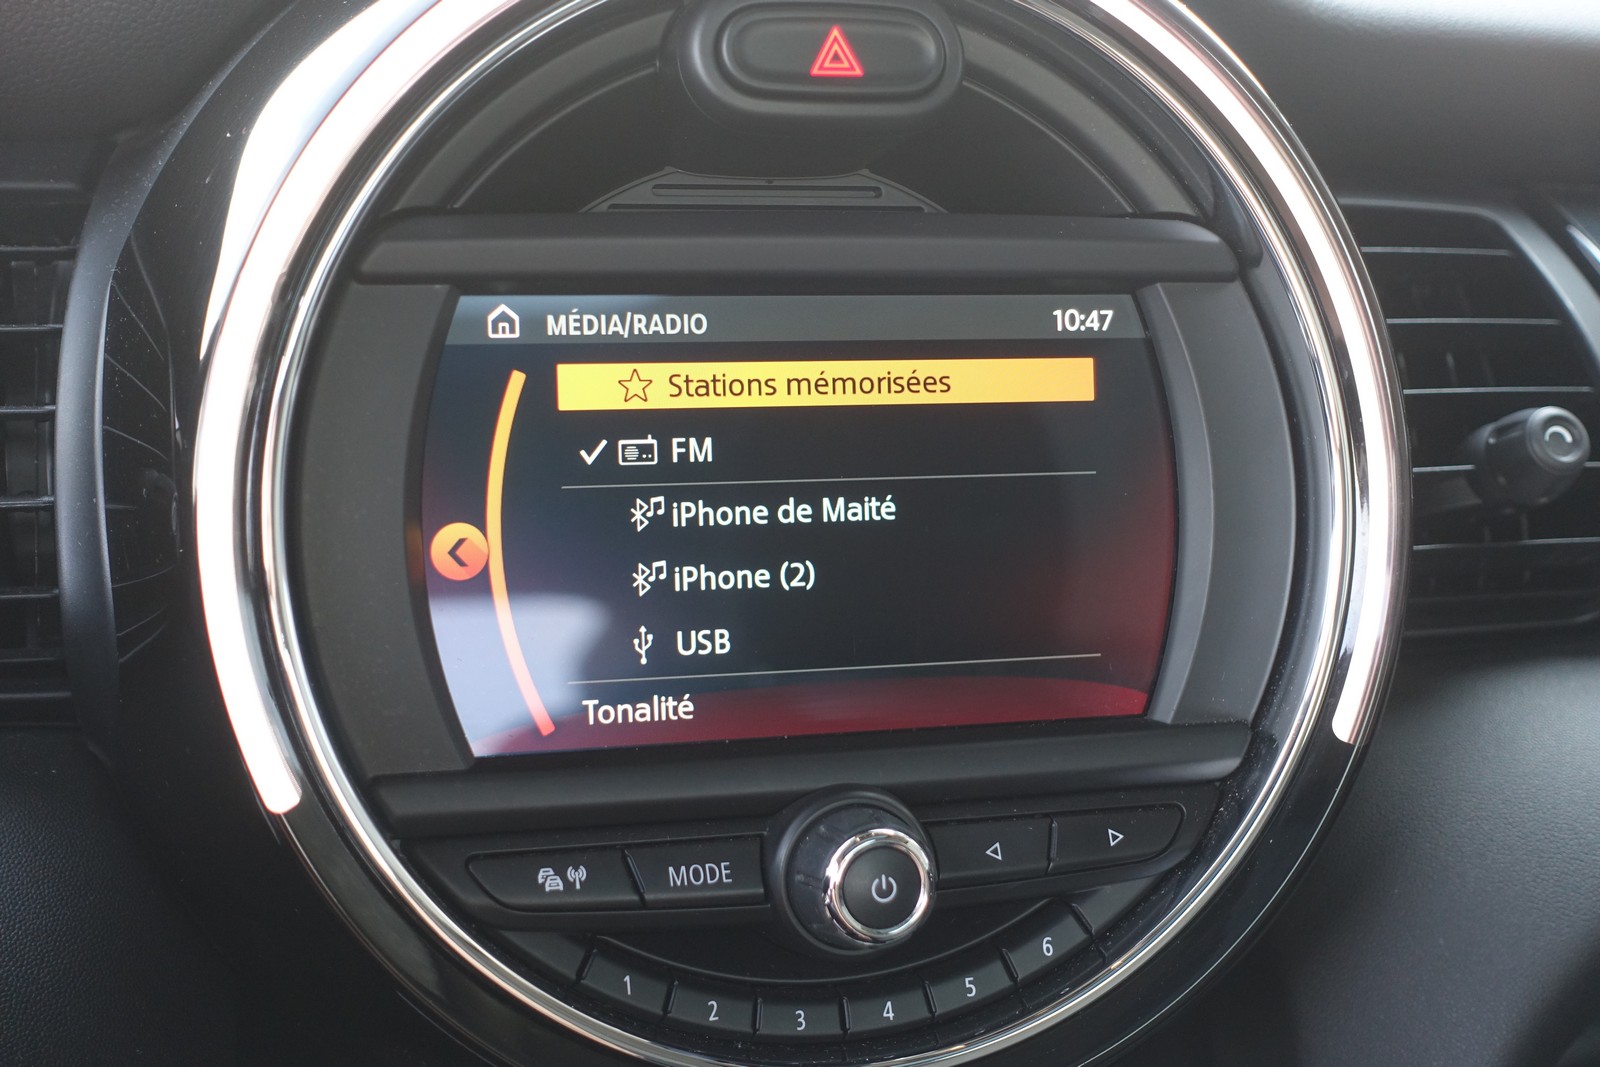 MÉDIA/RADIO 10:47
Stations mémorisées
FM
iPhone de Maité
iPhone (2)
USB
Tonalité
MODE
1 2 3 4 5 6